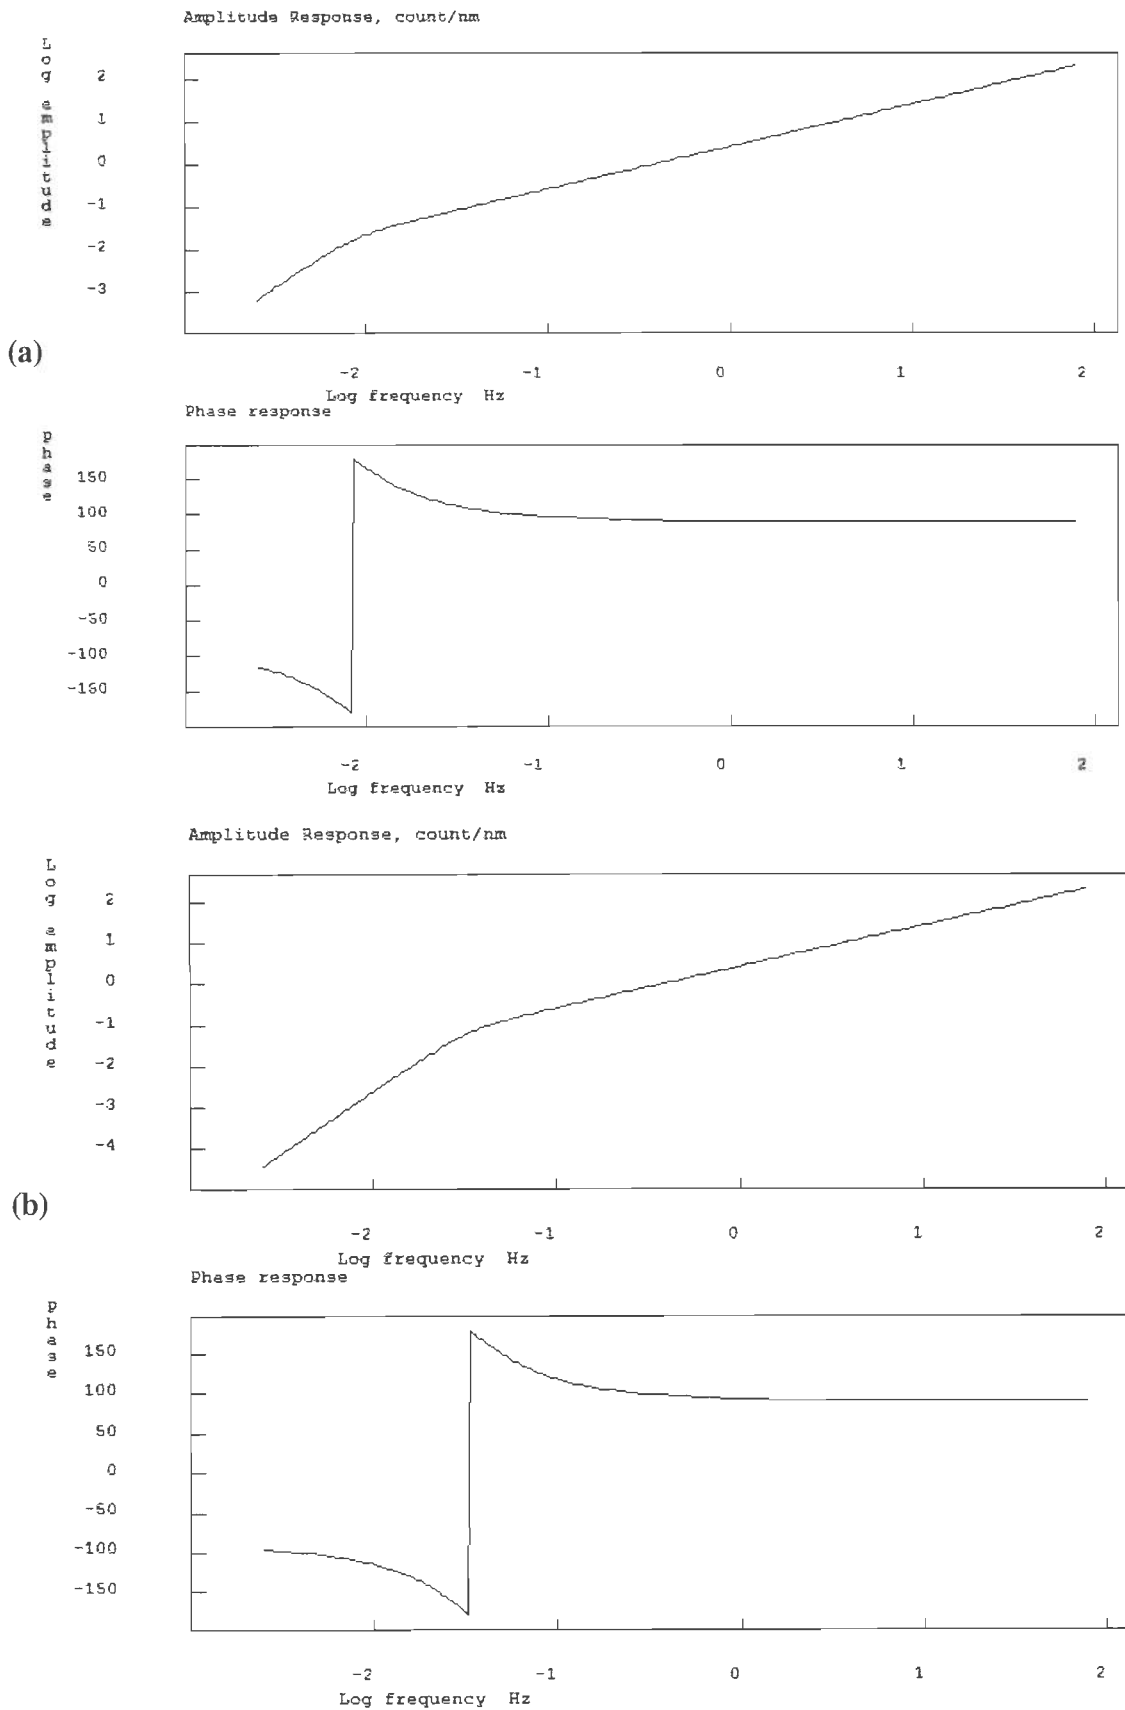 Amplitude Response, count/nm
Log amplitude
2
1
0
-1
-2
-3
(a)
-2 -1 0 1 2
Log frequency Hz
Phase response
phase
150
100
50
0
-50
-100
-150
-2 -1 0 1 2
Log frequency Hz
Amplitude Response, count/nm
Log amplitude
2
1
0
-1
-2
-3
-4
(b)
-2 -1 0 1 2
Log frequency Hz
Phase response
phase
150
100
50
0
-50
-100
-150
-2 -1 0 1 2
Log frequency Hz